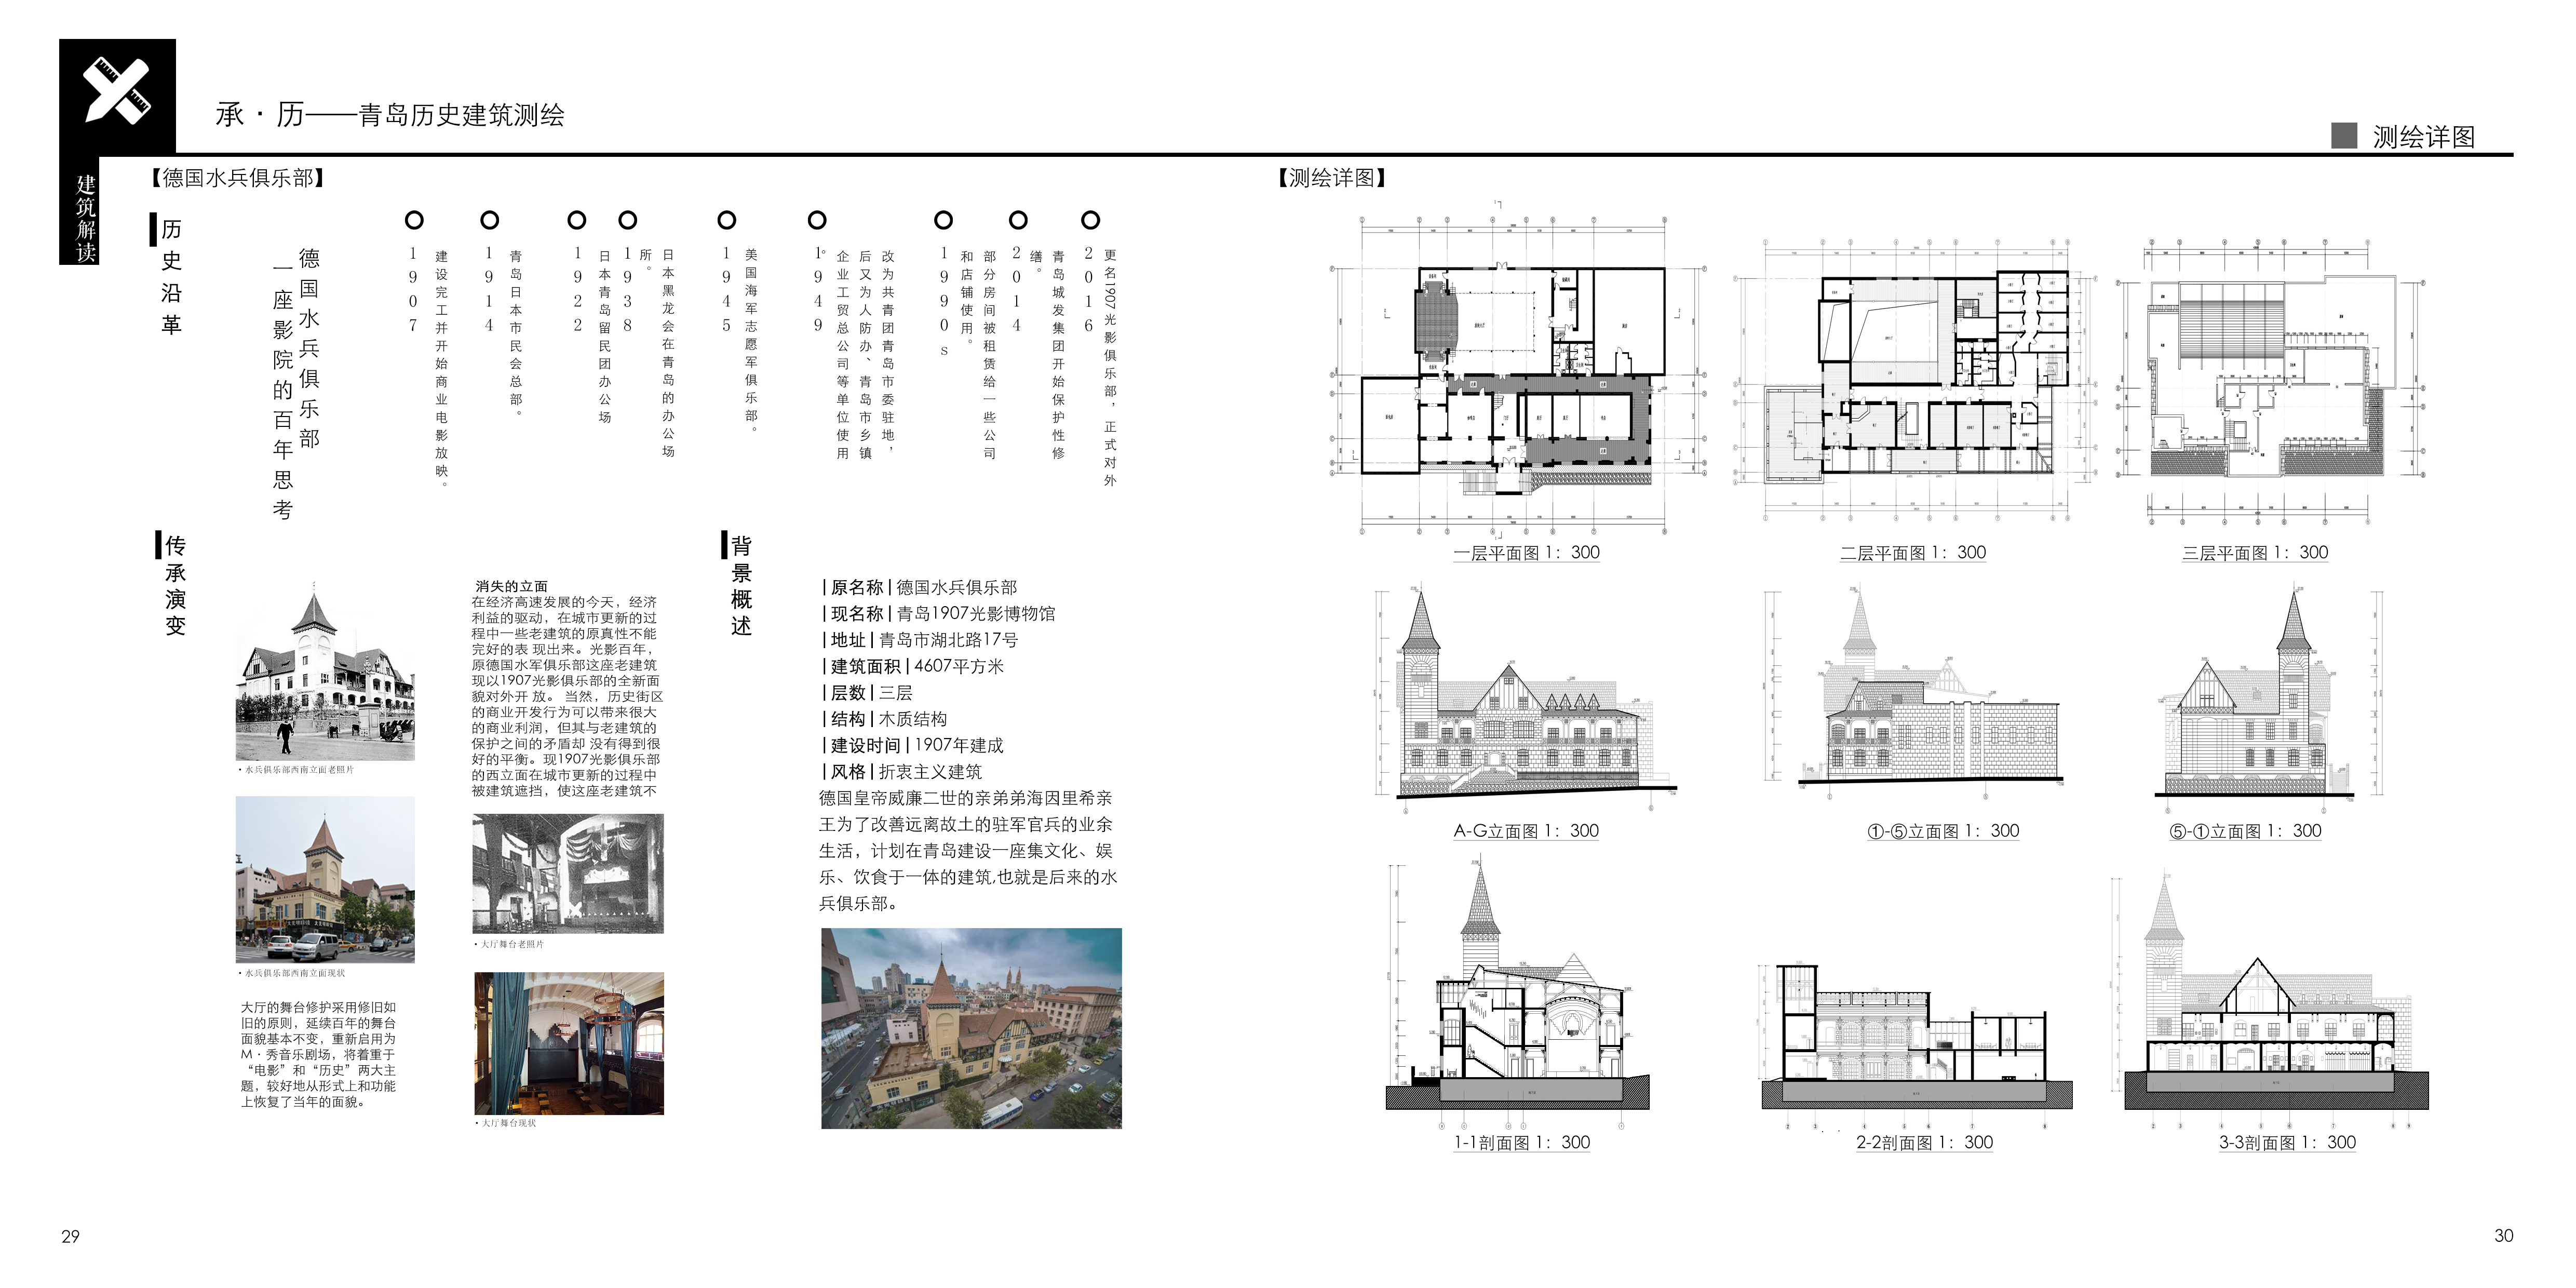 承 · 历——青岛历史建筑测绘
测绘详图
建筑解读
【德国水兵俱乐部】
历史沿革
德国水兵俱乐部
一座影院的百年思考
1907
建设完工并开始商业电影放映。
1914
青岛日本市民会总部。
1922
日本青岛留民团办公场
1938
日本黑龙会在青岛的办公场
所。
1945
美国海军志愿军俱乐部。
1949
改为共青团青岛市委驻地，
后又为人防办、青岛市乡镇
企业工贸总公司等单位使用
。
1990s
部分房间被租赁给一些公司
和店铺使用。
2014
青岛城发集团开始保护性修
缮。
2016
更名1907光影俱乐部，正式对外
传承演变
• 水兵俱乐部西南立面老照片
• 水兵俱乐部西南立面现状
大厅的舞台修护采用修旧如
旧的原则，延续百年的舞台
面貌基本不变，重新启用为
M · 秀音乐剧场，将着重于
“电影”和“历史”两大主
题，较好地从形式上和功能
上恢复了当年的面貌。
消失的立面
在经济高速发展的今天，经济
利益的驱动，在城市更新的过
程中一些老建筑的原真性不能
完好的表 现出来。光影百年，
原德国水军俱乐部这座老建筑
现以1907光影俱乐部的全新面
貌对外开 放。 当然，历史街区
的商业开发行为可以带来很大
的商业利润，但其与老建筑的
保护之间的矛盾却 没有得到很
好的平衡。现1907光影俱乐部
的西立面在城市更新的过程中
被建筑遮挡，使这座老建筑不
• 大厅舞台老照片
• 大厅舞台现状
背景概述
| 原名称 | 德国水兵俱乐部
| 现名称 | 青岛1907光影博物馆
| 地址 | 青岛市湖北路17号
| 建筑面积 | 4607平方米
| 层数 | 三层
| 结构 | 木质结构
| 建设时间 | 1907年建成
| 风格 | 折衷主义建筑
德国皇帝威廉二世的亲弟弟海因里希亲
王为了改善远离故土的驻军官兵的业余
生活，计划在青岛建设一座集文化、娱
乐、饮食于一体的建筑,也就是后来的水
兵俱乐部。
29
【测绘详图】
一层平面图 1：300
二层平面图 1：300
三层平面图 1：300
A-G立面图 1：300
①-⑤立面图 1：300
⑤-①立面图 1：300
1-1剖面图 1：300
2-2剖面图 1：300
3-3剖面图 1：300
30